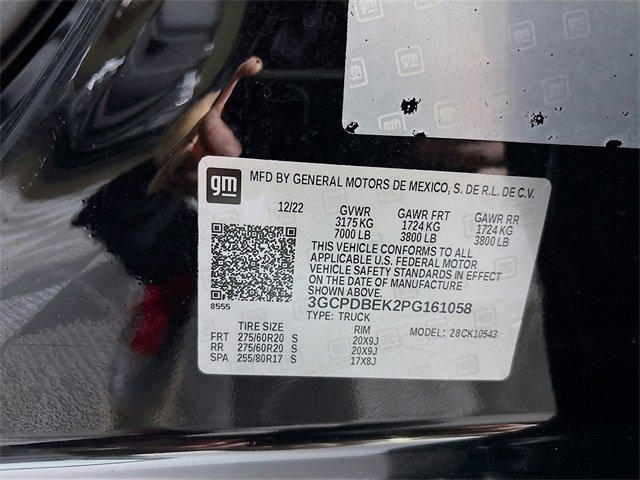 gm MFD BY GENERAL MOTORS DE MEXICO, S. DE R.L. DE C.V.
12/22 GVWR GAWR FRT GAWR RR
3175 KG 1724 KG 1724 KG
7000 LB 3800 LB 3800 LB
THIS VEHICLE CONFORMS TO ALL
APPLICABLE U.S. FEDERAL MOTOR
VEHICLE SAFETY STANDARDS IN EFFECT
ON THE DATE OF MANUFACTURE
SHOWN ABOVE.
8555 3GCPDBEK2PG161058
TYPE: TRUCK
TIRE SIZE RIM MODEL: 28CK10543
FRT 275/60R20 S 20X9J
RR 275/60R20 S 20X9J
SPA 255/80R17 S 17X8J